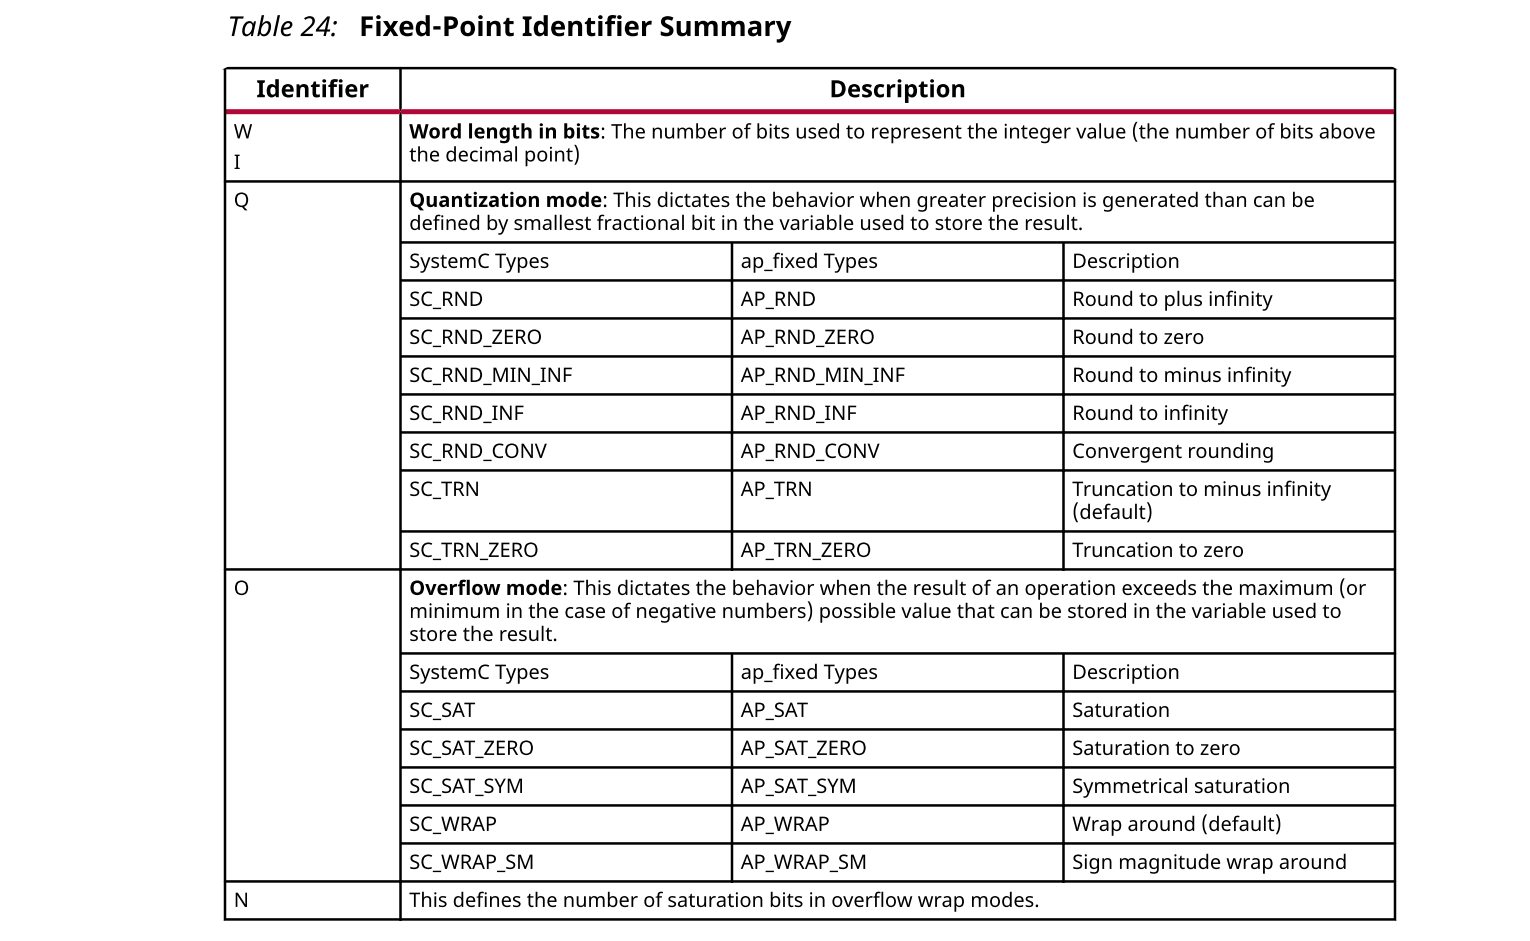 Table 24: Fixed-Point Identifier Summary
Identifier Description
W
I
Word length in bits: The number of bits used to represent the integer value (the number of bits above
the decimal point)
Q
Quantization mode: This dictates the behavior when greater precision is generated than can be
defined by smallest fractional bit in the variable used to store the result.
SystemC Types ap_fixed Types Description
SC_RND AP_RND Round to plus infinity
SC_RND_ZERO AP_RND_ZERO Round to zero
SC_RND_MIN_INF AP_RND_MIN_INF Round to minus infinity
SC_RND_INF AP_RND_INF Round to infinity
SC_RND_CONV AP_RND_CONV Convergent rounding
SC_TRN AP_TRN Truncation to minus infinity
(default)
SC_TRN_ZERO AP_TRN_ZERO Truncation to zero
O
Overflow mode: This dictates the behavior when the result of an operation exceeds the maximum (or
minimum in the case of negative numbers) possible value that can be stored in the variable used to
store the result.
SystemC Types ap_fixed Types Description
SC_SAT AP_SAT Saturation
SC_SAT_ZERO AP_SAT_ZERO Saturation to zero
SC_SAT_SYM AP_SAT_SYM Symmetrical saturation
SC_WRAP AP_WRAP Wrap around (default)
SC_WRAP_SM AP_WRAP_SM Sign magnitude wrap around
N This defines the number of saturation bits in overflow wrap modes.